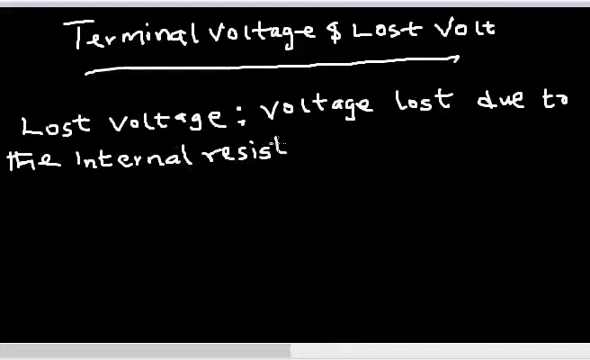 Terminal Voltage & Lost Volt
Lost voltage: voltage lost due to
the internal resist